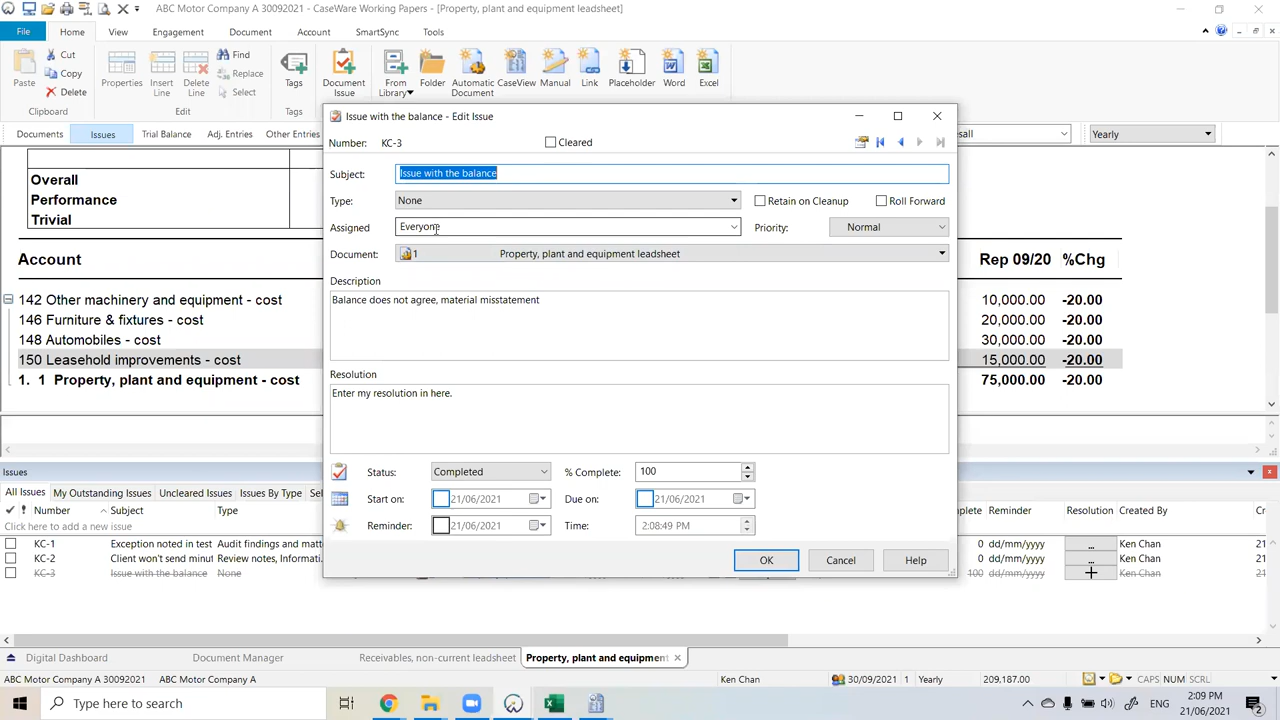 ABC Motor Company A 30092021 - CaseWare Working Papers - [Property, plant and equipment leadsheet]
File Home View Engagement Document Account SmartSync Tools
Paste Cut Copy Delete Properties Insert Line Delete Line Find Replace Select Tags Document Issue From Library Folder Automatic Document CaseView Manual Link Placeholder Word Excel
Clipboard Edit Tags
Documents Issues Trial Balance Adj. Entries Other Entries Yearly
Issue with the balance - Edit Issue
Number: KC-3 Cleared
Subject: Issue with the balance
Type: None Retain on Cleanup Roll Forward
Assigned Everyone Priority: Normal
Document: 1 Property, plant and equipment leadsheet
Description
Balance does not agree, material misstatement
Resolution
Enter my resolution in here.
Status: Completed % Complete: 100
Start on: 21/06/2021 Due on: 21/06/2021
Reminder: 21/06/2021 Time: 2:08:49 PM
OK Cancel Help
Overall
Performance
Trivial
Account Rep 09/20 %Chg
142 Other machinery and equipment - cost 10,000.00 -20.00
146 Furniture & fixtures - cost 20,000.00 -20.00
148 Automobiles - cost 30,000.00 -20.00
150 Leasehold improvements - cost 15,000.00 -20.00
1. 1 Property, plant and equipment - cost 75,000.00 -20.00
Issues
All Issues My Outstanding Issues Uncleared Issues Issues By Type
Number Subject Type Reminder Resolution Created By
Click here to add a new issue
KC-1 Exception noted in test Audit findings and 0 dd/mm/yyyy ... Ken Chan
KC-2 Client won't send Review notes, 0 dd/mm/yyyy ... Ken Chan
KC-3 Issue with the balance None 100 dd/mm/yyyy Ken Chan
Digital Dashboard Document Manager Receivables, non-current leadsheet Property, plant and
ABC Motor Company A 30092021 ABC Motor Company A Ken Chan 30/09/2021 1 Yearly 209,187.00 CAPS NUM SCRL
Type here to search ENG 2:09 PM
21/06/2021 2